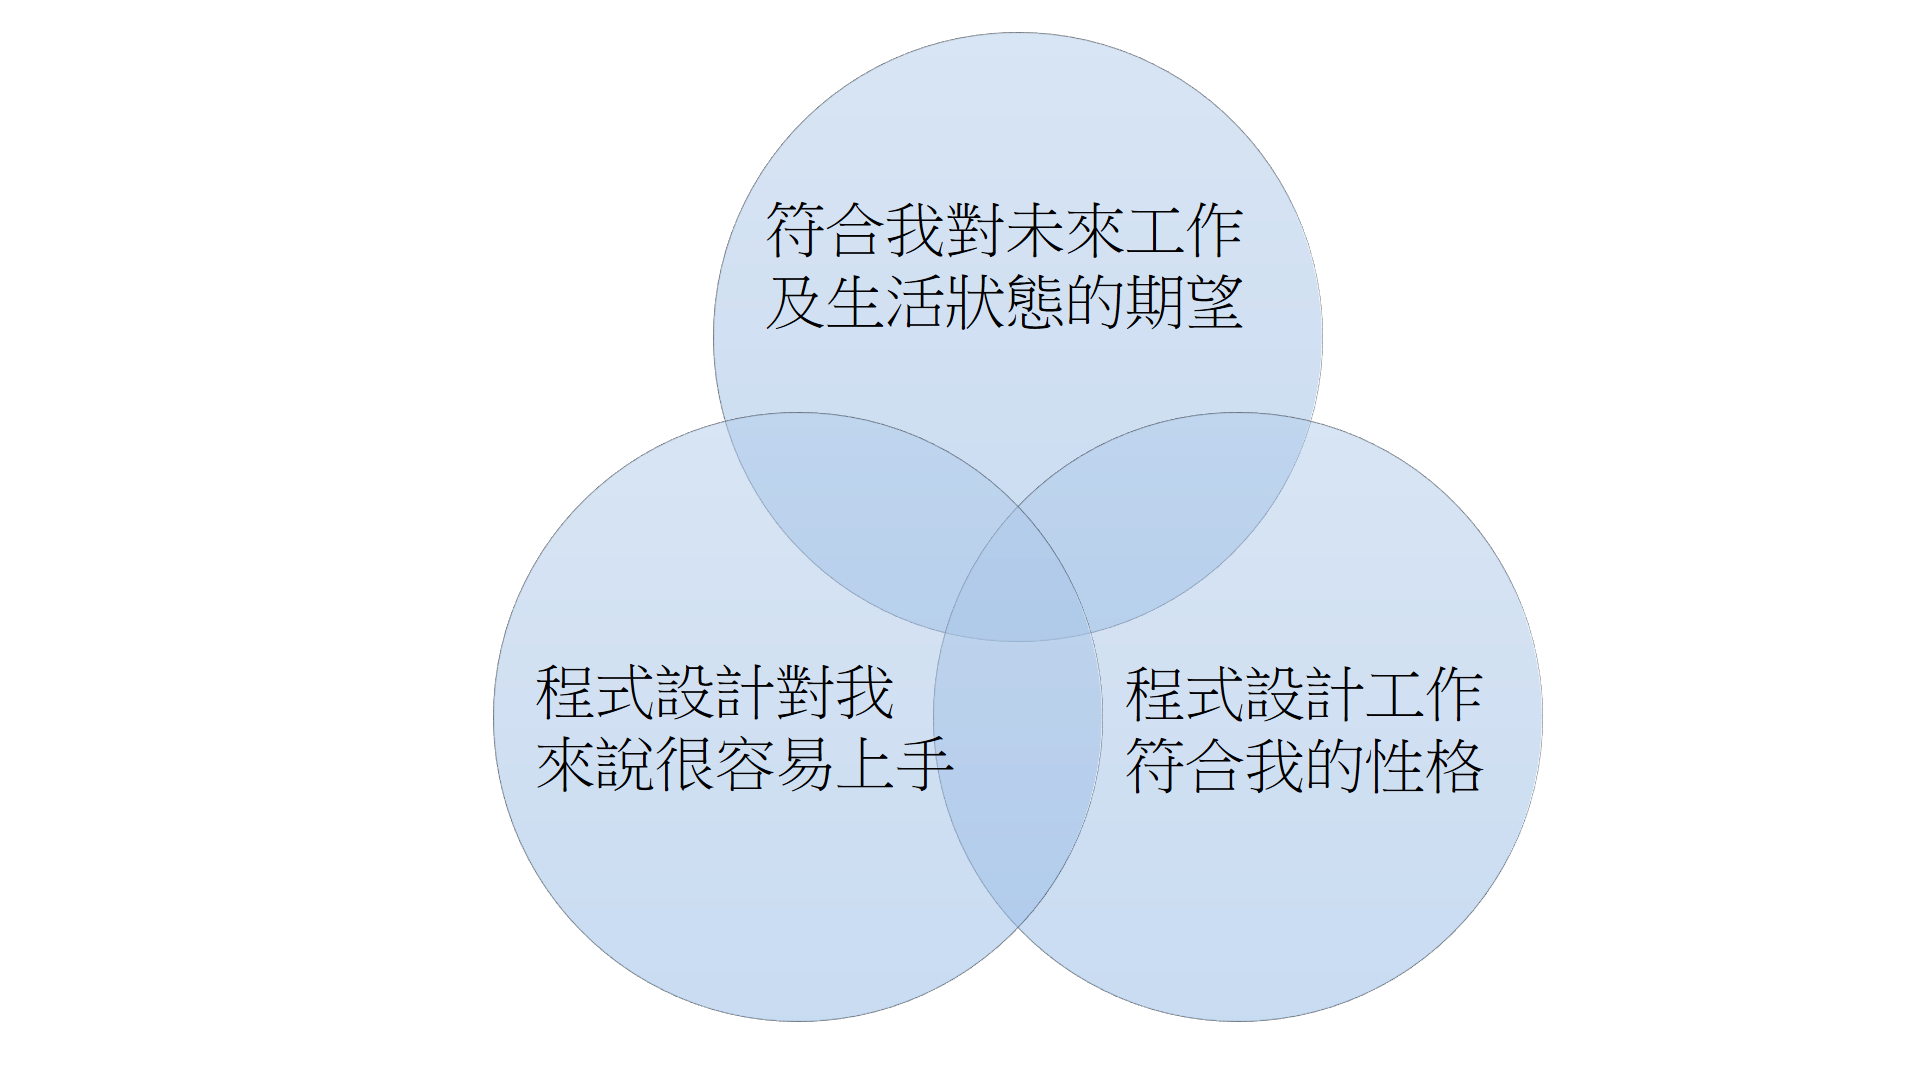 符合我對未來工作
及生活狀態的期望
程式設計對我
來說很容易上手
程式設計工作
符合我的性格